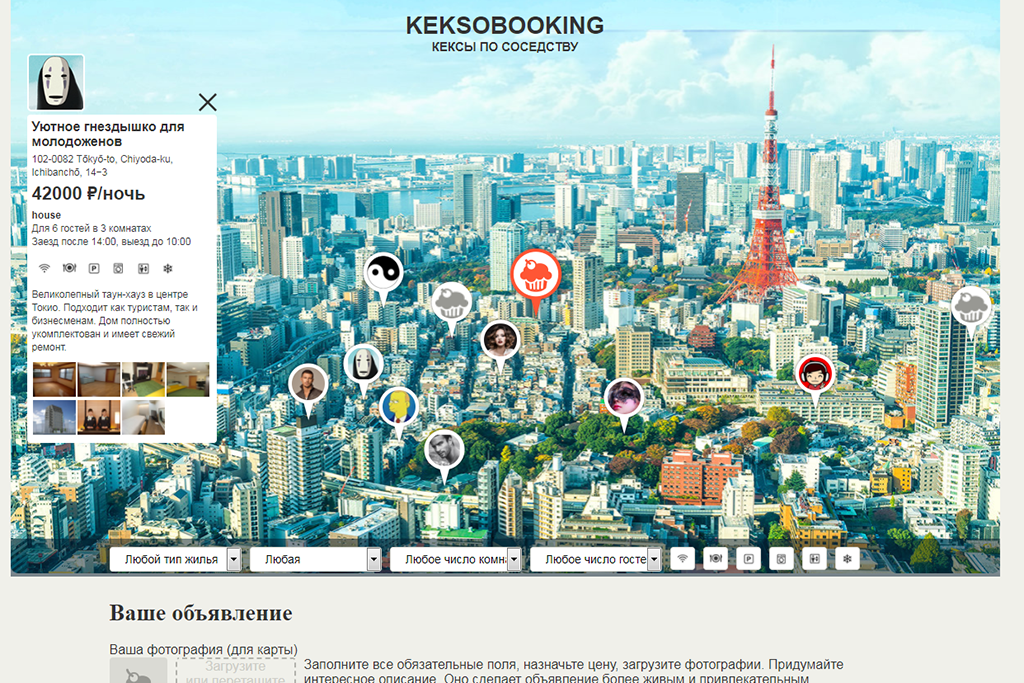 KEKSOBOOKING
КЕКСЫ ПО СОСЕДСТВУ
Уютное гнездышко для
молодоженов
102-0082 Tōkyō-to, Chiyoda-ku,
Ichibanchō, 14−3
42000 ₽/ночь
house
Для 6 гостей в 3 комнатах
Заезд после 14:00, выезд до 10:00
Великолепный таун-хауз в центре
Токио. Подходит как туристам, так и
бизнесменам. Дом полностью
укомплектован и имеет свежий
ремонт.
Любой тип жилья
Любая
Любое число комн
Любое число госте
Ваше объявление
Ваша фотография (для карты)
Загрузите
или перетащите
Заполните все обязательные поля, назначьте цену, загрузите фотографии. Придумайте
интересное описание. Оно сделает объявление более живым и привлекательным.